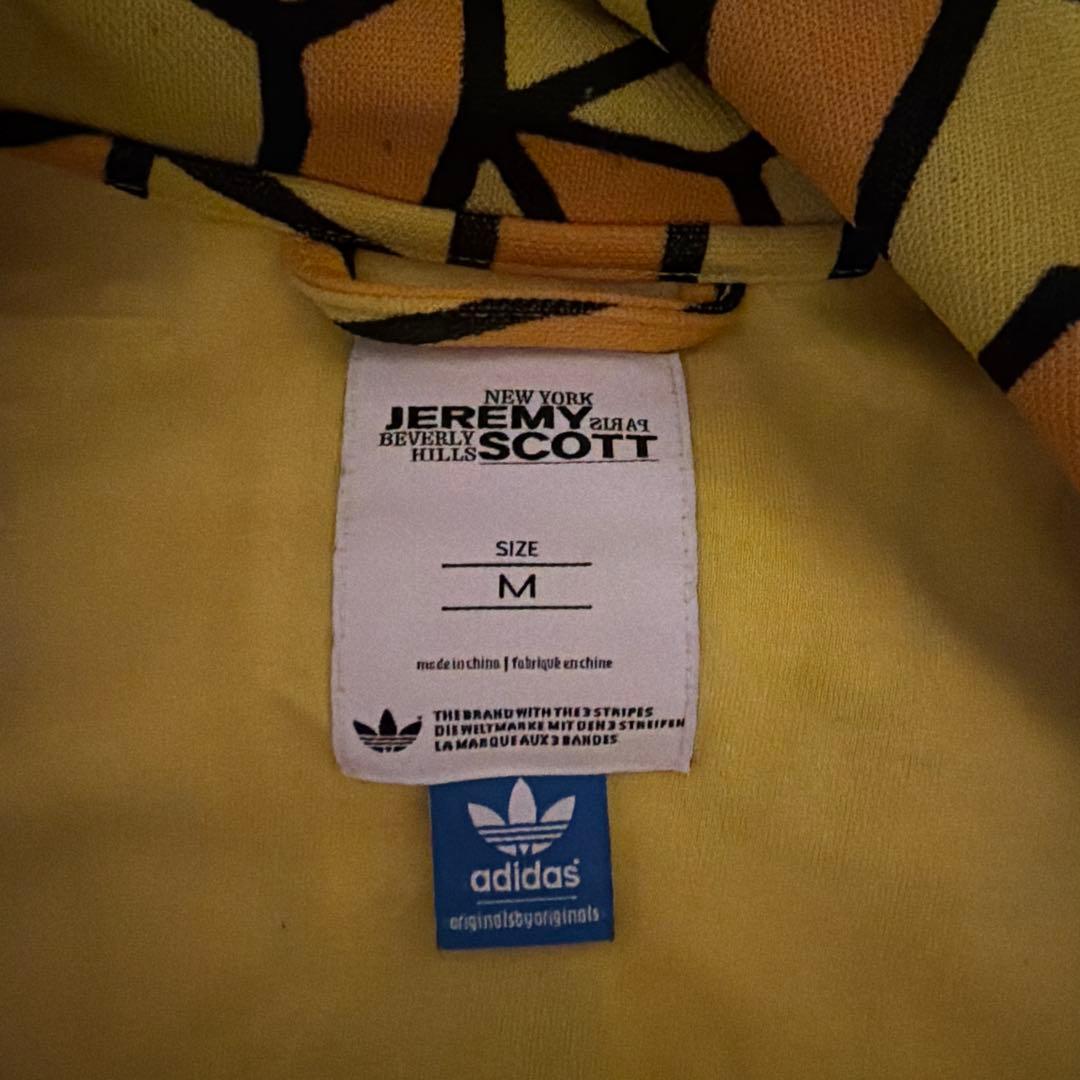 NEW YORK
JEREMY PARIS
BEVERLY
HILLS SCOTT
SIZE
M
made in china | fabriqué en chine
THE BRAND WITH THE 3 STRIPES
DIE WELTMARKE MIT DEN 3 STREIFEN
LA MARQUE AUX 3 BANDES
adidas
originalsbyoriginals